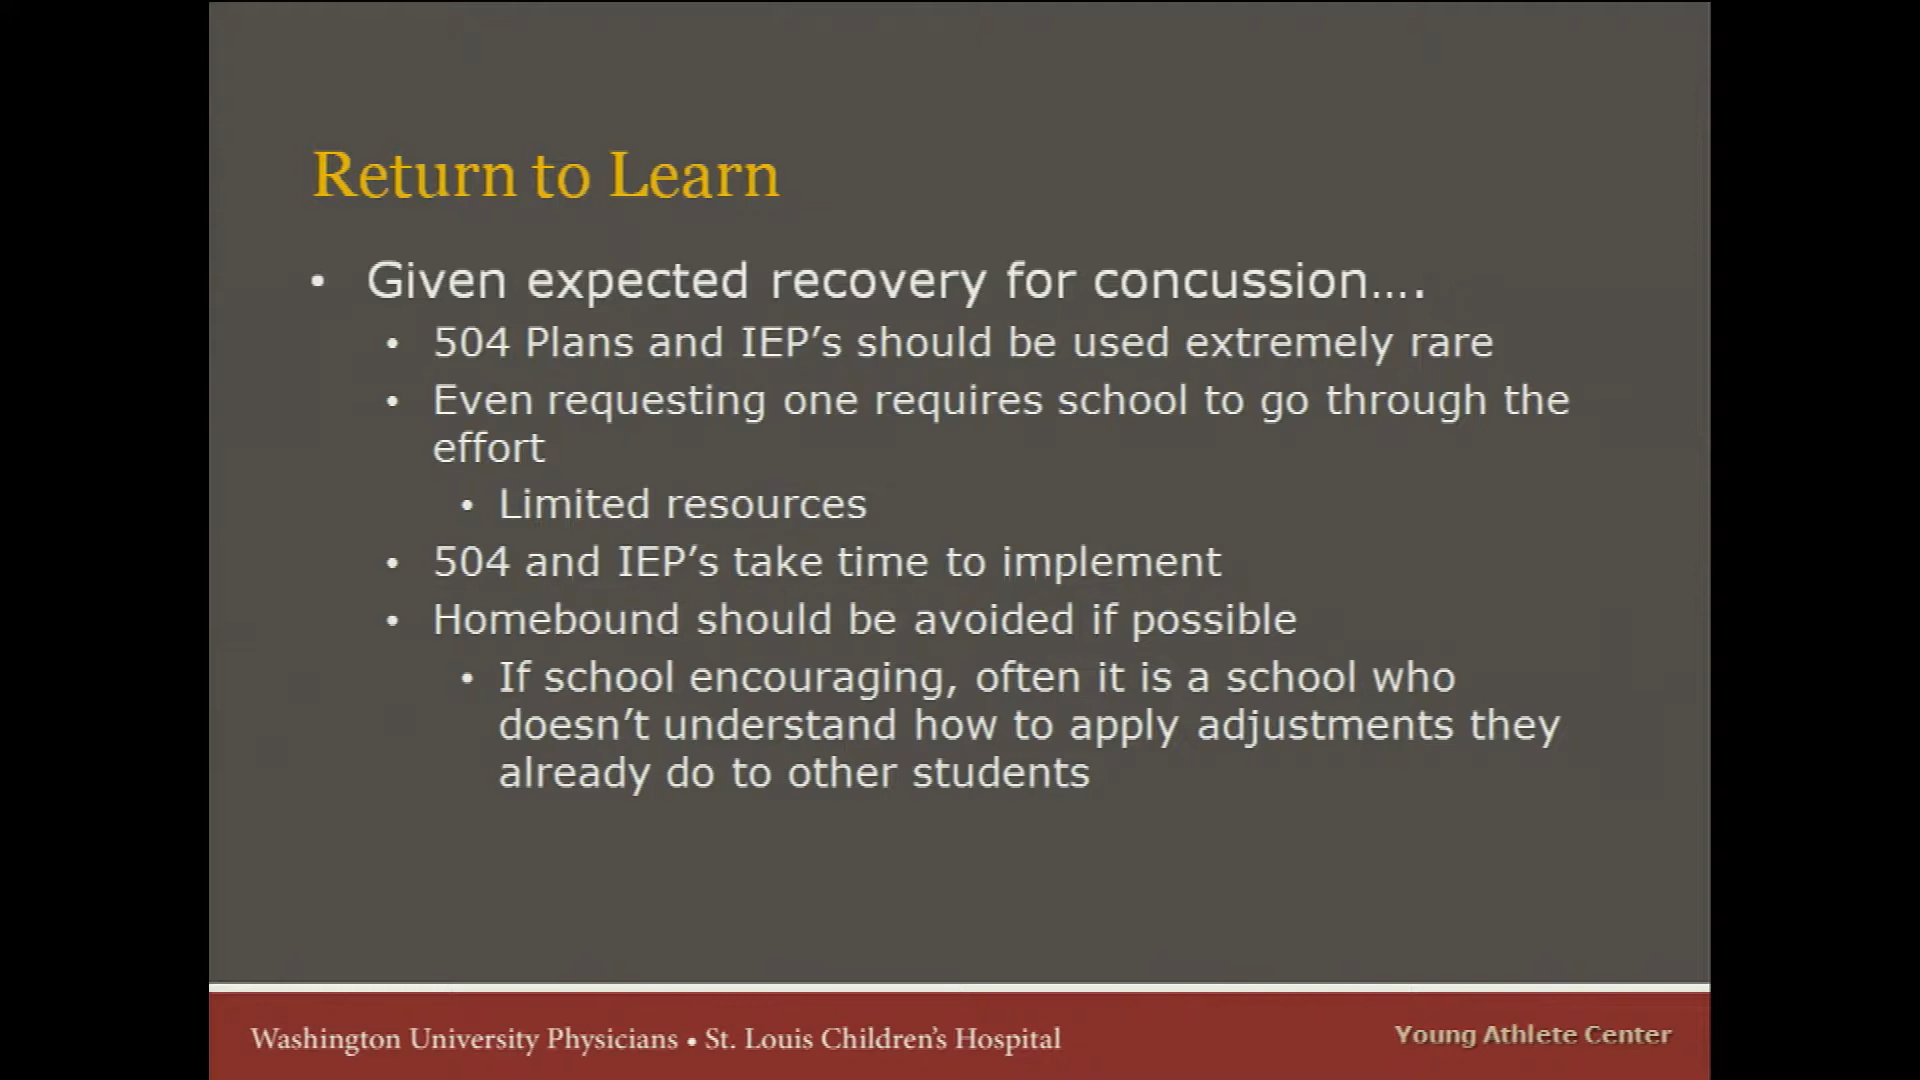 Return to Learn
• Given expected recovery for concussion….
• 504 Plans and IEP’s should be used extremely rare
• Even requesting one requires school to go through the
effort
• Limited resources
• 504 and IEP’s take time to implement
• Homebound should be avoided if possible
• If school encouraging, often it is a school who
doesn’t understand how to apply adjustments they
already do to other students
Washington University Physicians • St. Louis Children’s Hospital
Young Athlete Center